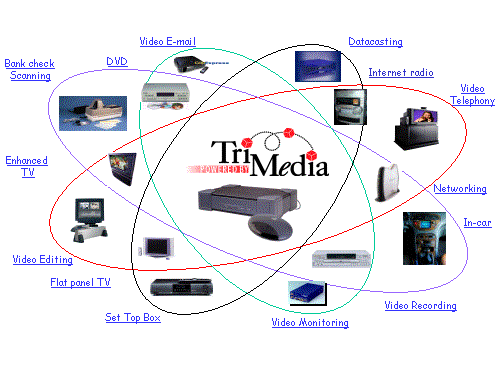 Video E-mail
Datacasting
Bank check
Scanning
DVD
Internet radio
Video
Telephony
TriMedia
POWERED BY
Enhanced
TV
Networking
In-car
Video Editing
Flat panel TV
Set Top Box
Video Monitoring
Video Recording